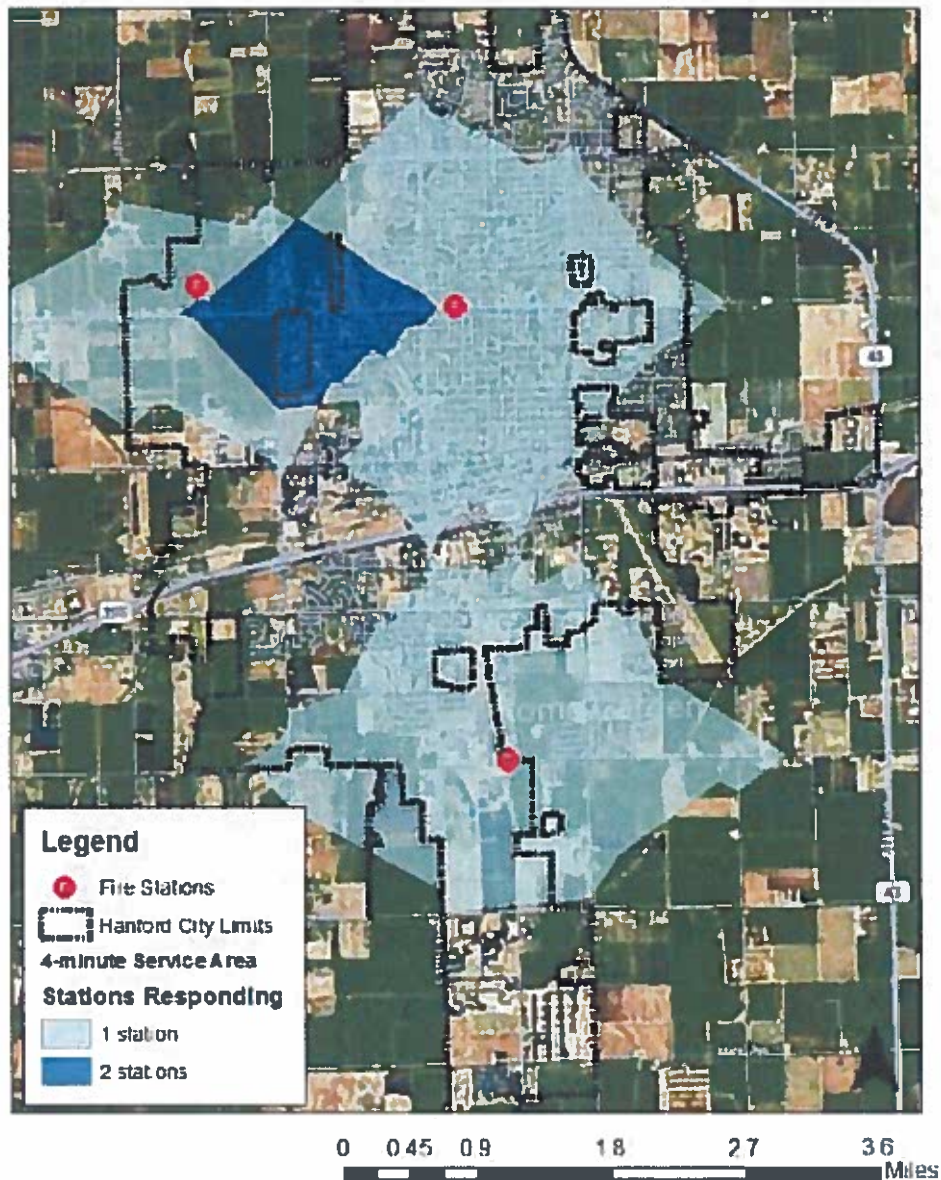 43
43
Legend
Fire Stations
Hanford City Limits
4-minute Service Area
Stations Responding
1 station
2 stations
0 0.45 0.9 1.8 2.7 3.6
Miles